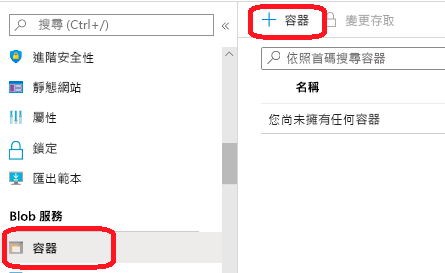 搜尋 (Ctrl+/)
«
進階安全性
靜態網站
屬性
鎖定
匯出範本
Blob 服務
容器
+ 容器
變更存取
依照首碼搜尋容器
名稱
您尚未擁有任何容器